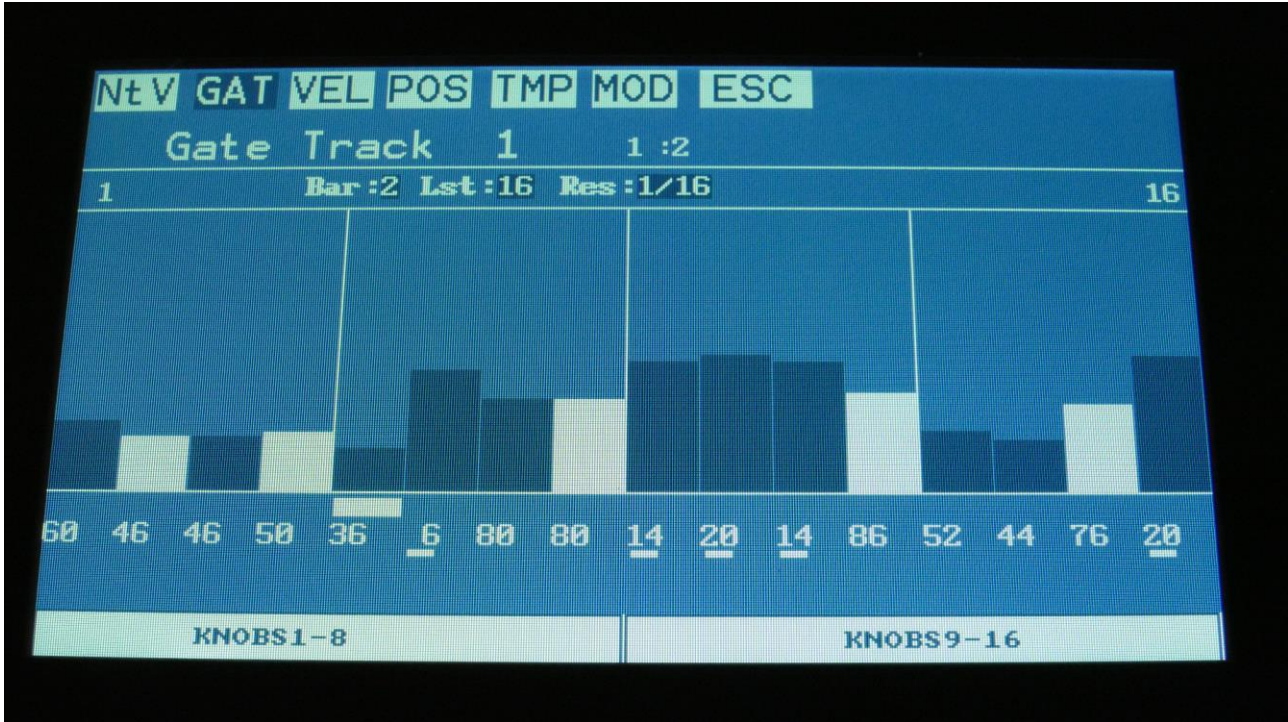 NtV GAT VEL POS TMP MOD ESC
Gate Track 1 1 :2
1 Bar:2 Lst:16 Res:1/16 16
60 46 46 50 36 6 80 80 14 20 14 86 52 44 76 20
KNOBS1-8 KNOBS9-16